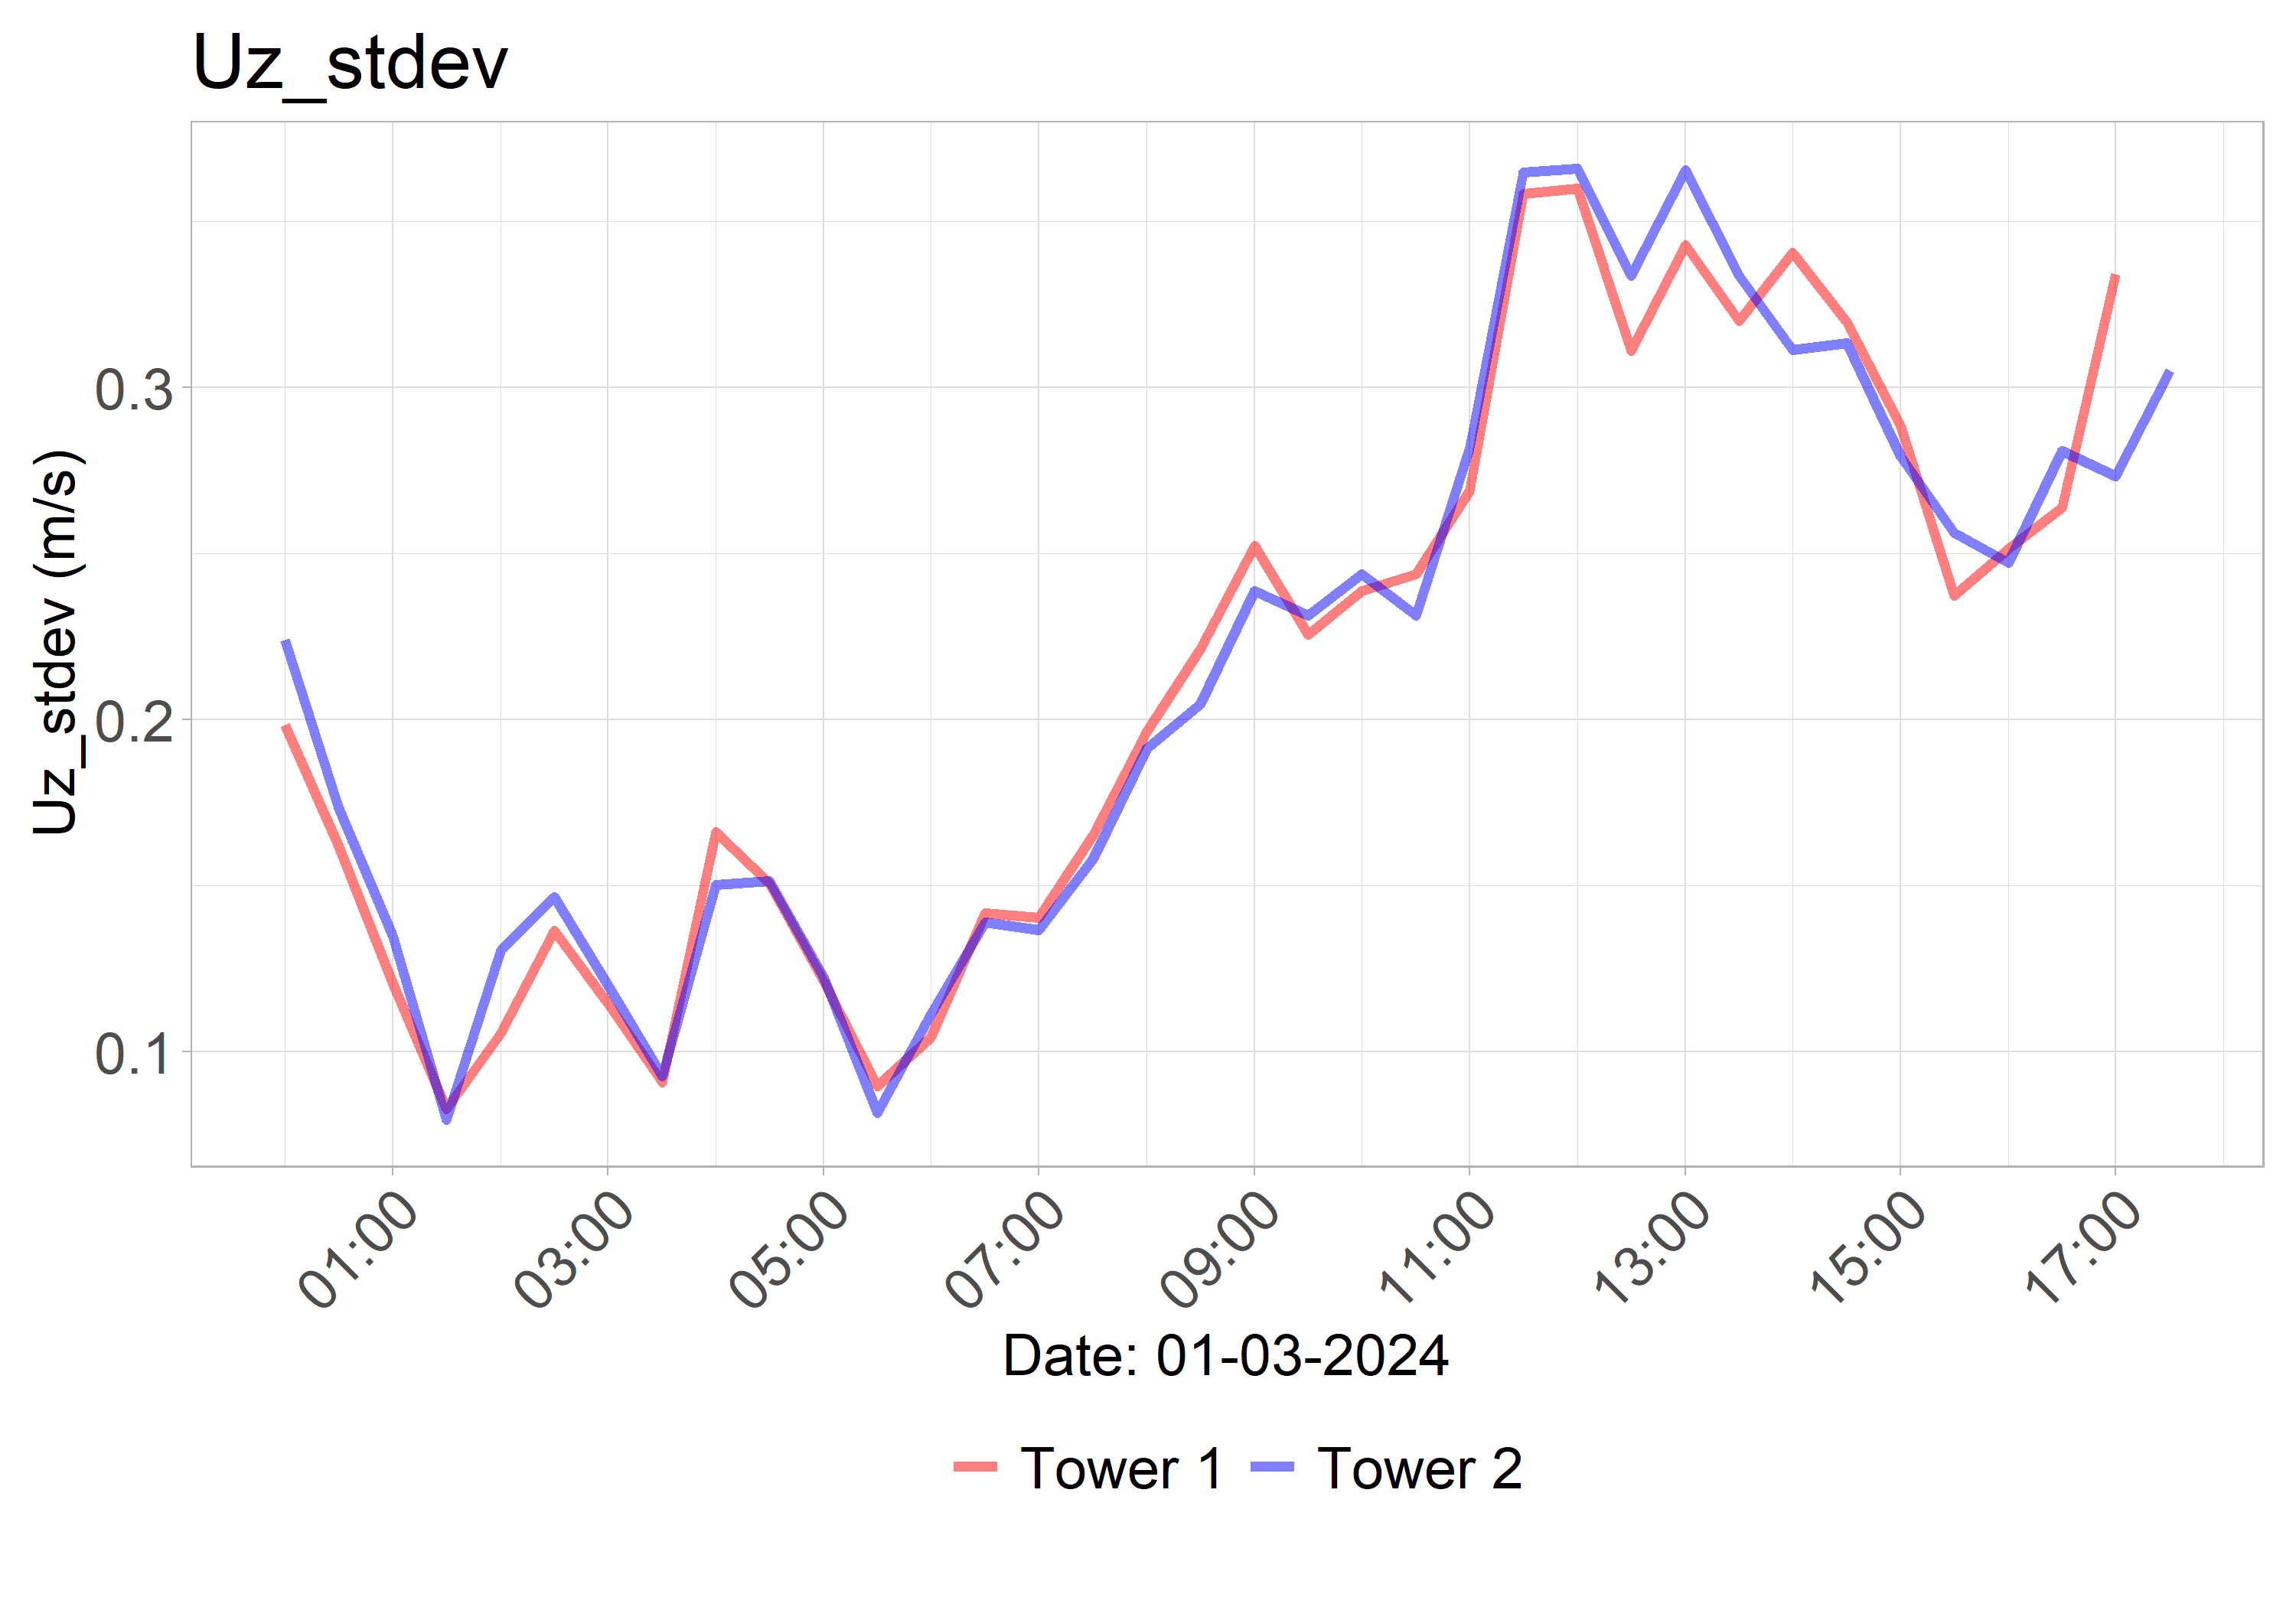 Uz_stdev
Uz_stdev (m/s)
0.3
0.2
0.1
01:00 03:00 05:00 07:00 09:00 11:00 13:00 15:00 17:00
Date: 01-03-2024
Tower 1 Tower 2